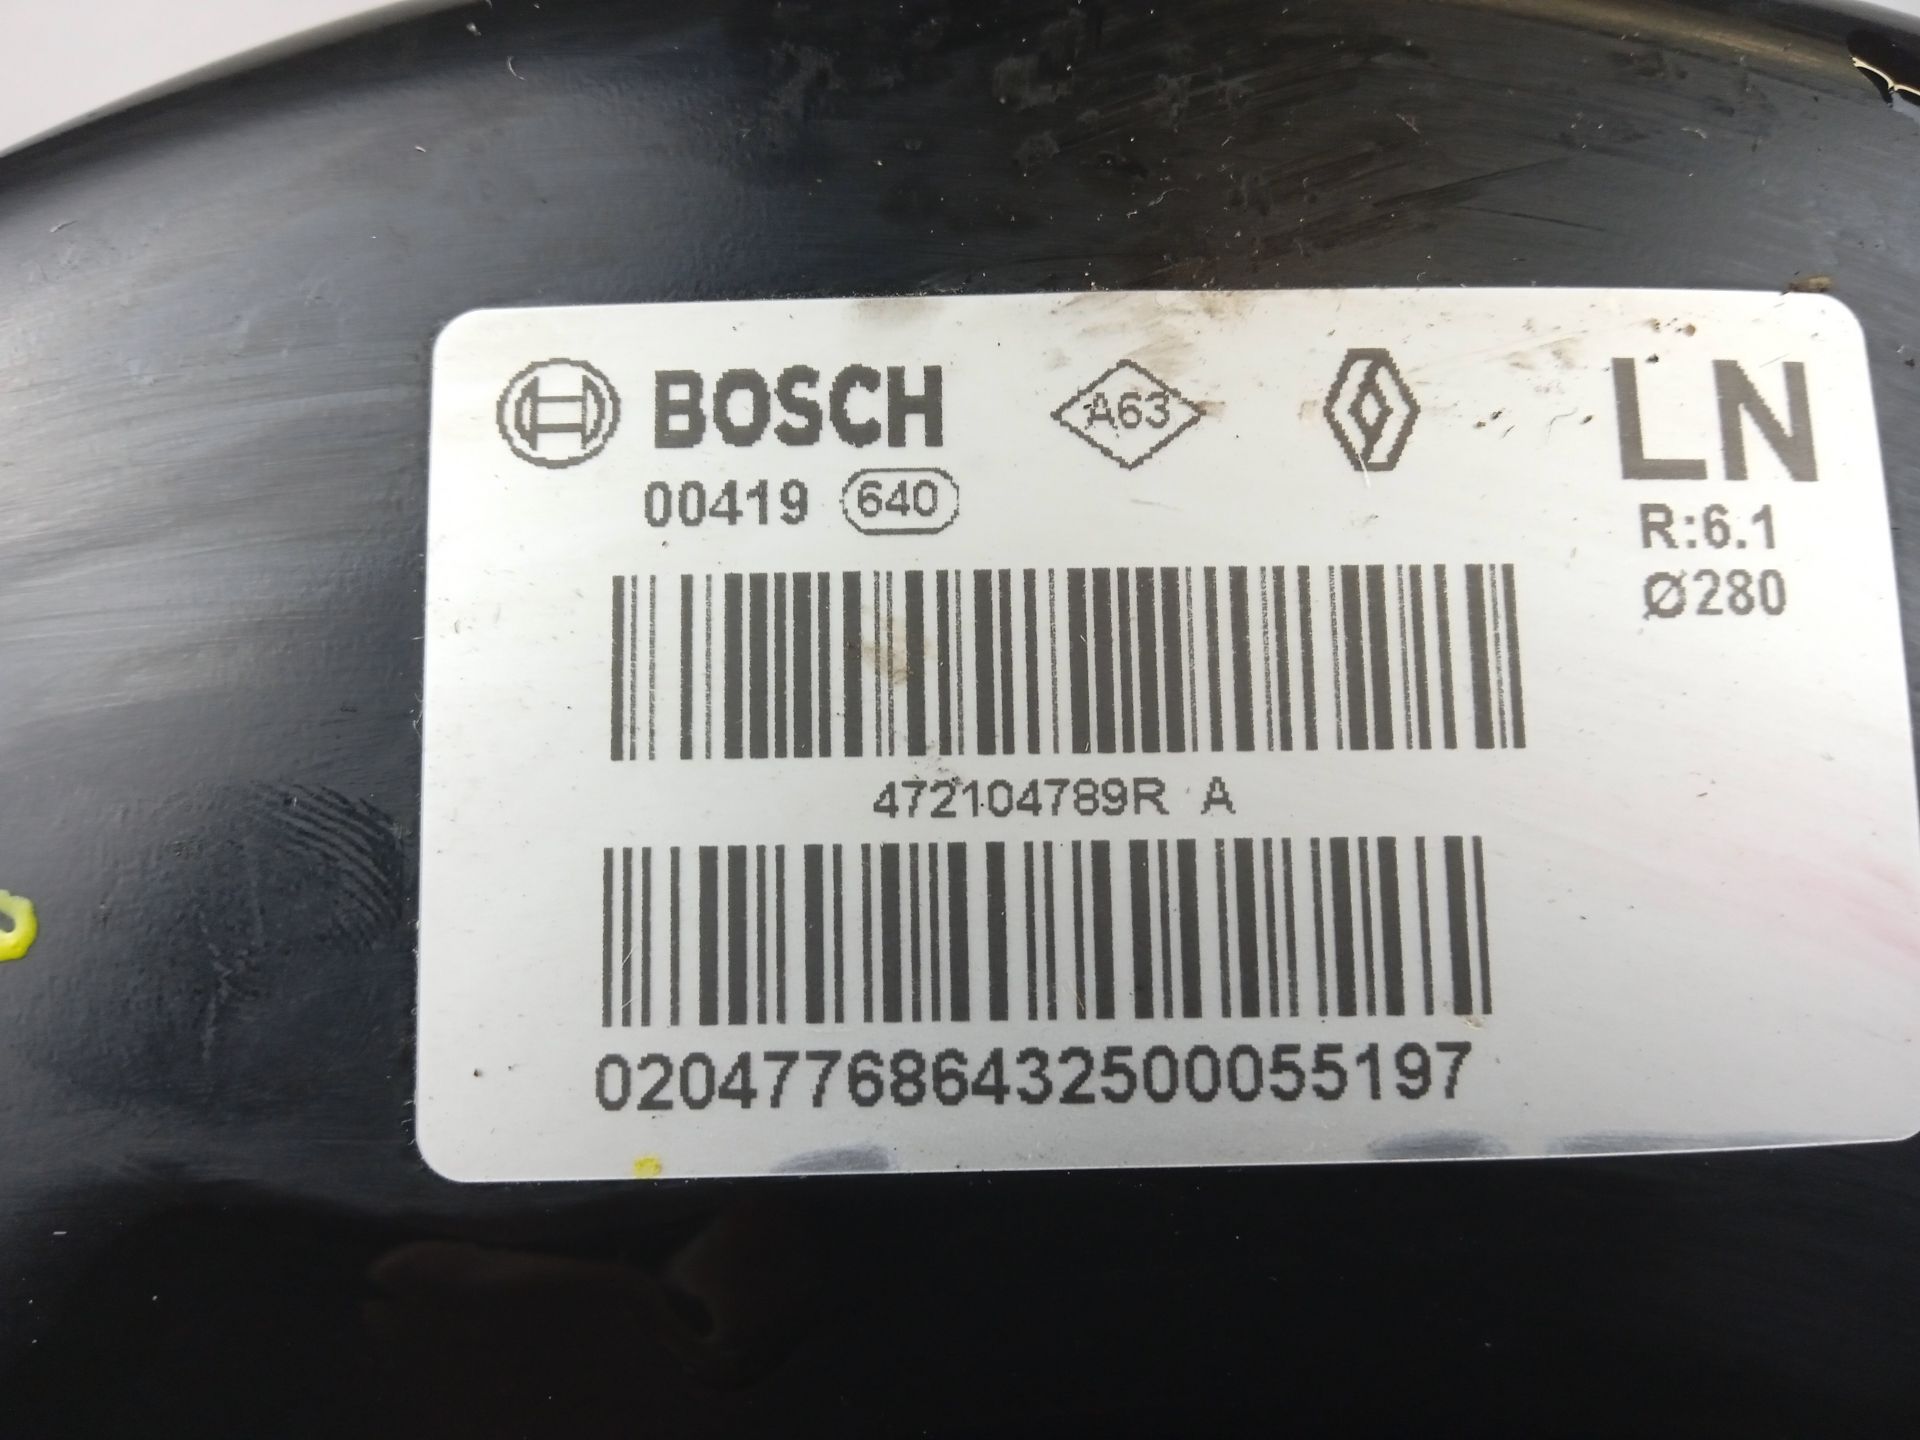 BOSCH A63 LN
00419 640
R:6.1
Ø280
472104789R A
02047768643250005519​7